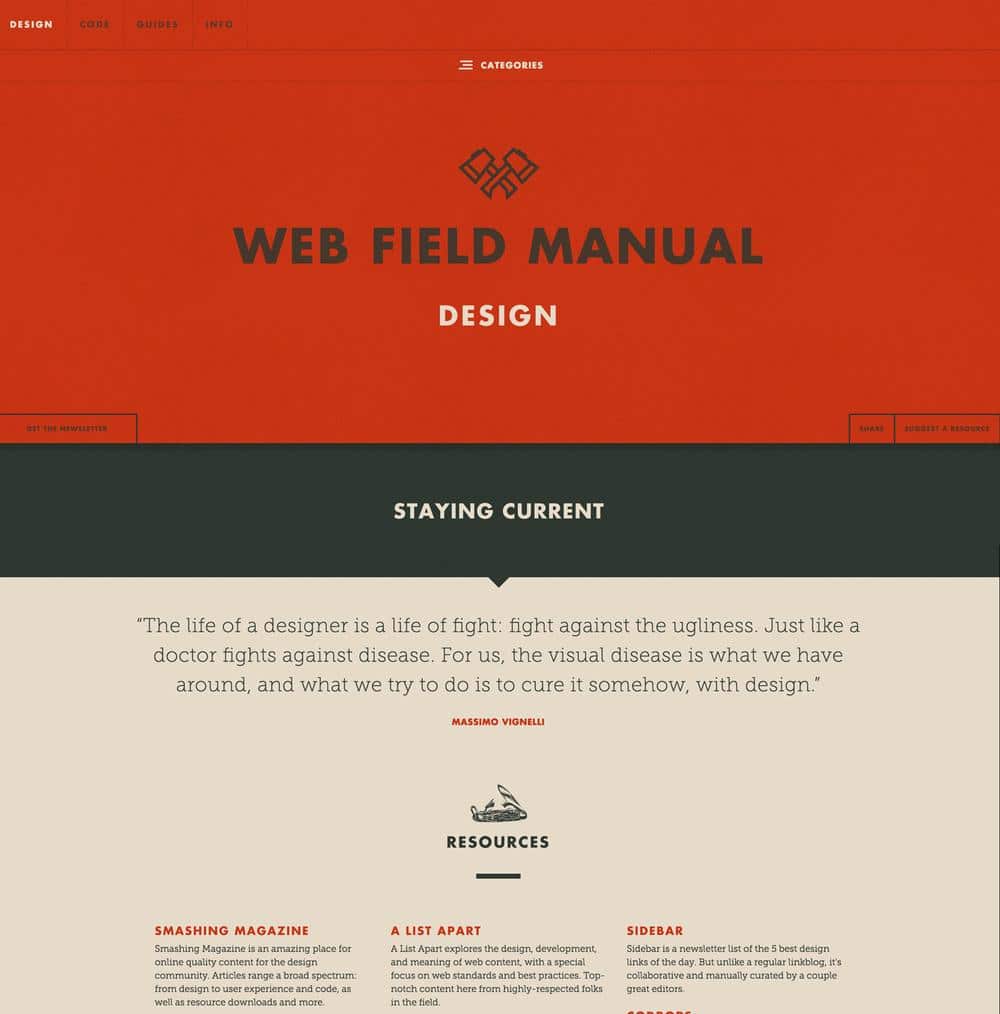 DESIGN CODE GUIDES INFO
CATEGORIES
WEB FIELD MANUAL
DESIGN
GET THE NEWSLETTER
SHARE SUGGEST A RESOURCE
STAYING CURRENT
“The life of a designer is a life of fight: fight against the ugliness. Just like a
doctor fights against disease. For us, the visual disease is what we have
around, and what we try to do is to cure it somehow, with design.”
MASSIMO VIGNELLI
RESOURCES
SMASHING MAGAZINE
Smashing Magazine is an amazing place for
online quality content for the design
community. Articles range a broad spectrum:
from design to user experience and code, as
well as resource downloads and more.
A LIST APART
A List Apart explores the design, development,
and meaning of web content, with a special
focus on web standards and best practices. Top-
notch content here from highly-respected folks
in the field.
SIDEBAR
Sidebar is a newsletter list of the 5 best design
links of the day. But unlike a regular linkblog, it's
collaborative and manually curated by a couple
great editors.